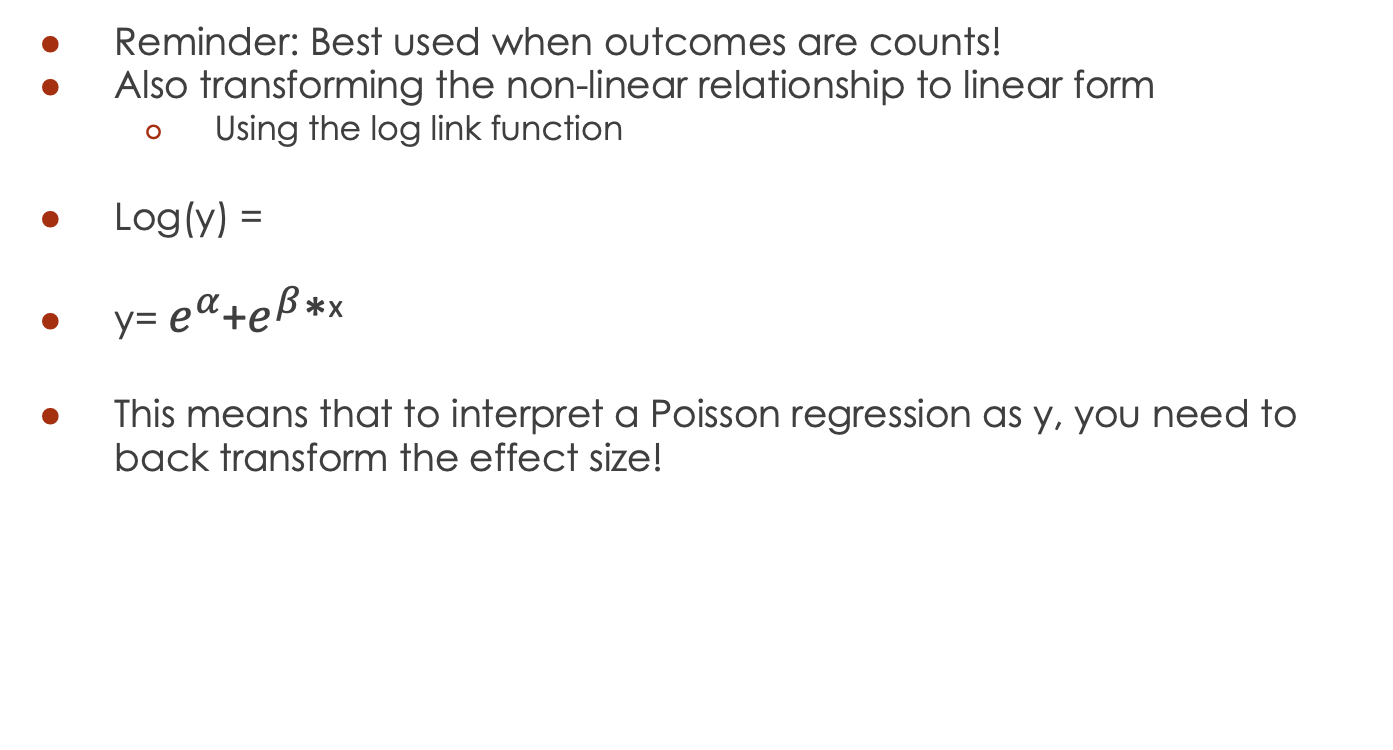 ● Reminder: Best used when outcomes are counts!
● Also transforming the non-linear relationship to linear form
○ Using the log link function
● Log(y) =
● y= e^α+e^β*x
● This means that to interpret a Poisson regression as y, you need to
back transform the effect size!